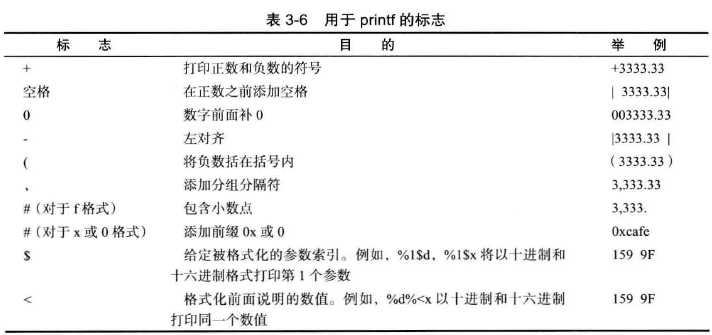 表 3-6 用于 printf 的标志
标 志 目 的 举 例
+ 打印正数和负数的符号 +3333.33
空格 在正数之前添加空格 | 3333.33|
0 数字前面补 0 003333.33
- 左对齐 |3333.33 |
( 将负数括在括号内 (3333.33)
, 添加分组分隔符 3,333.33
# (对于 f 格式) 包含小数点 3,333.
# (对于 x 或 0 格式) 添加前缀 0x 或 0 0xcafe
$ 给定被格式化的参数索引。例如，%1$d, %1$x 将以十进制和 159 9F
十六进制格式打印第 1 个参数
< 格式化前面说明的数值。例如，%d%<x 以十进制和十六进制 159 9F
打印同一个数值